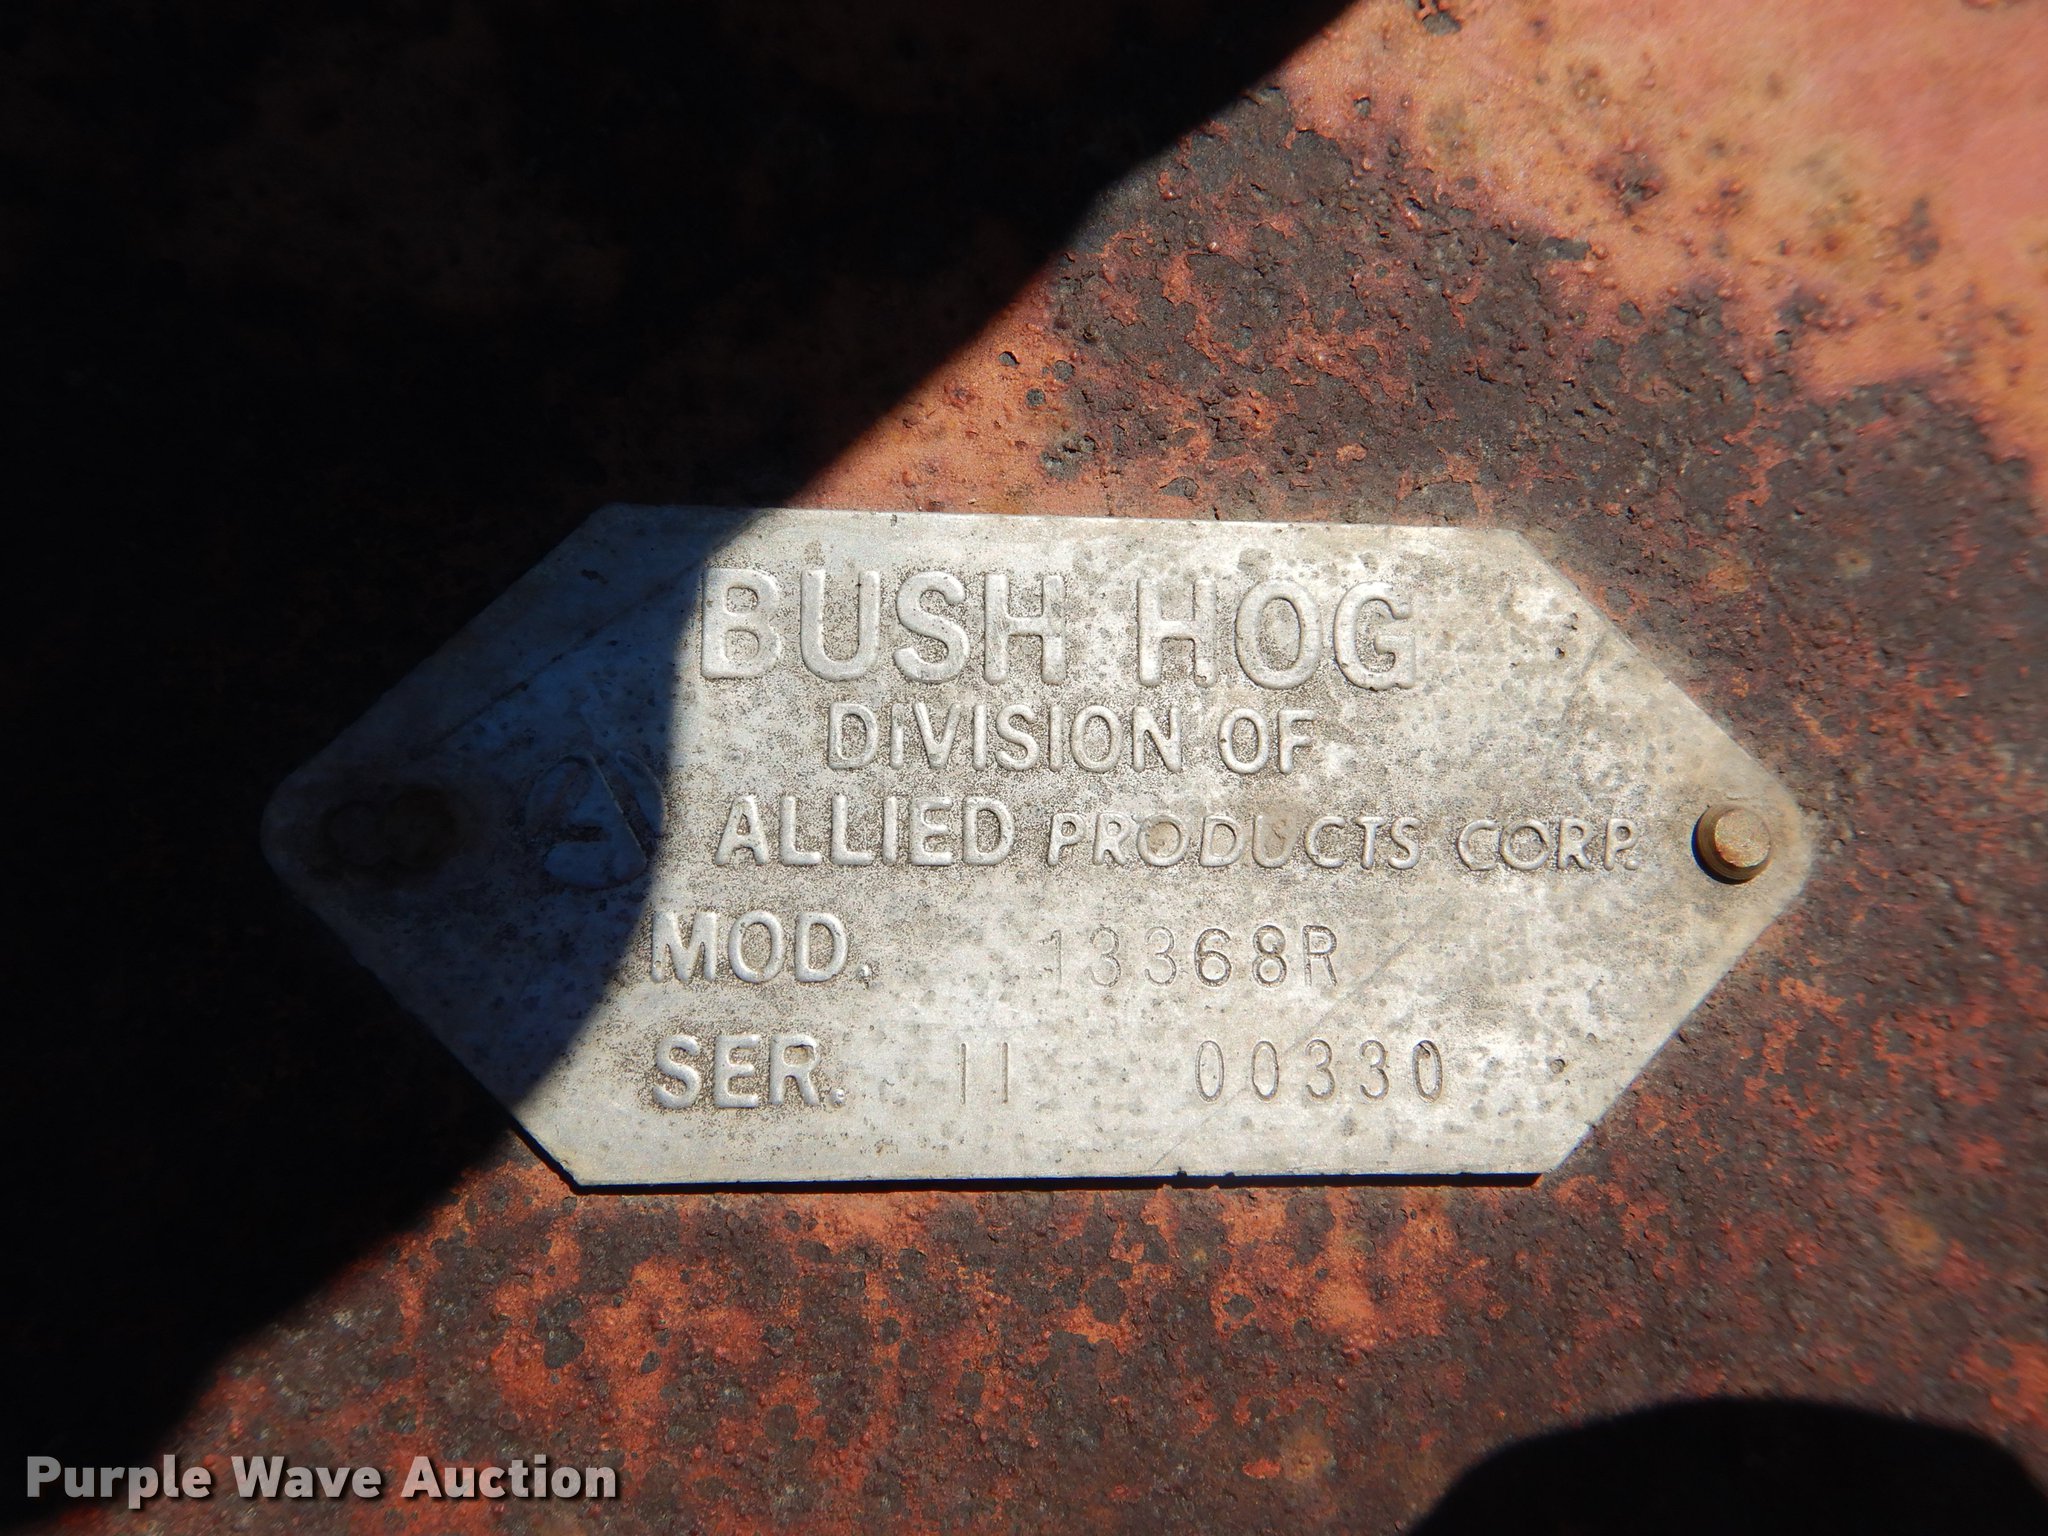 BUSH HOG
DIVISION OF
ALLIED PRODUCTS CORP.
MOD. 13368R
SER. 11 00330
Purple Wave Auction